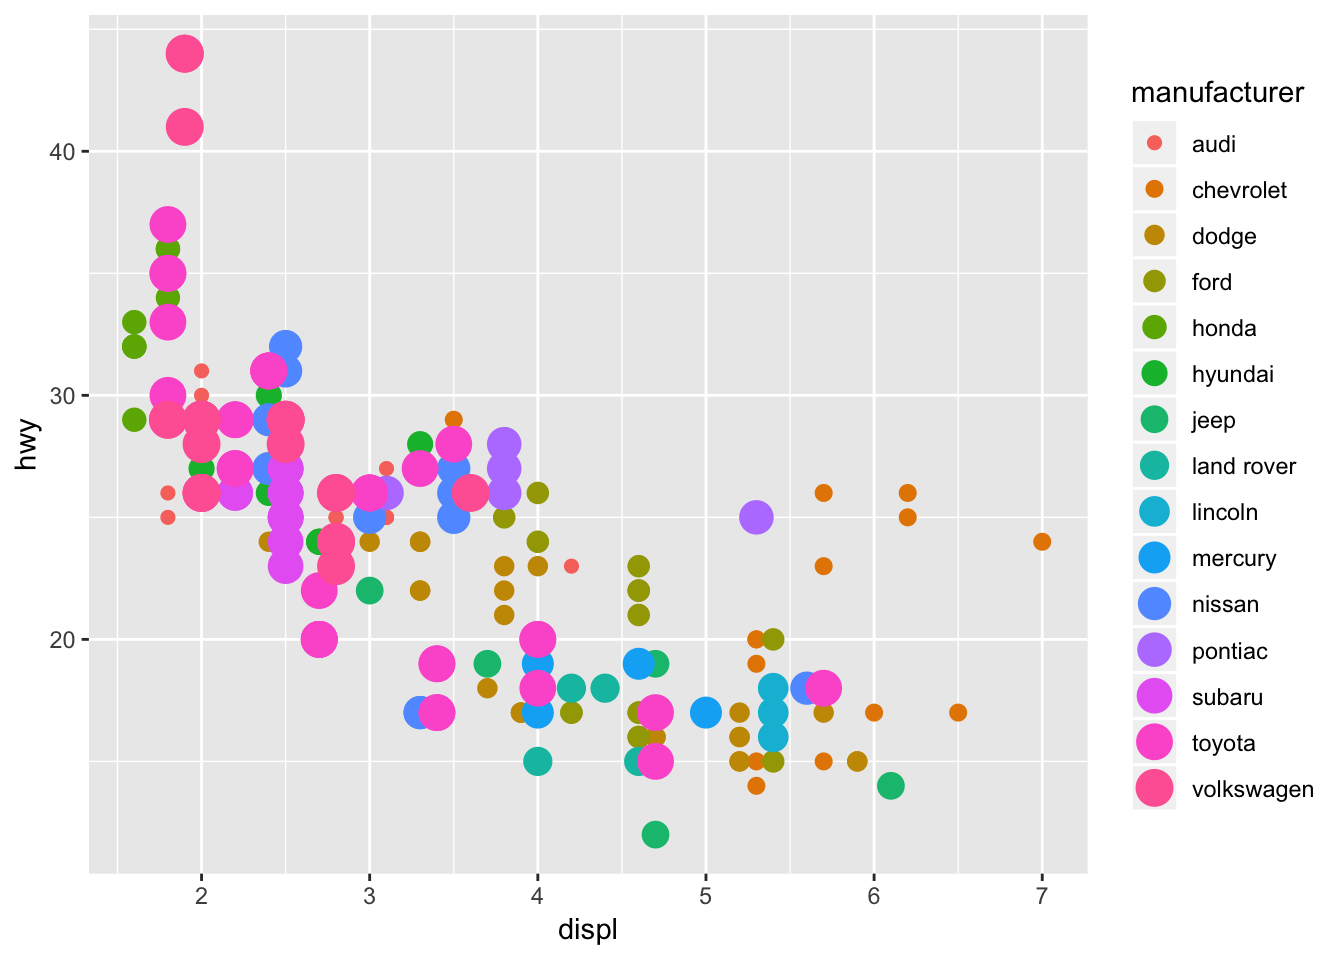 hwy
40
30
20
2 3 4 5 6 7
displ
manufacturer
audi
chevrolet
dodge
ford
honda
hyundai
jeep
land rover
lincoln
mercury
nissan
pontiac
subaru
toyota
volkswagen